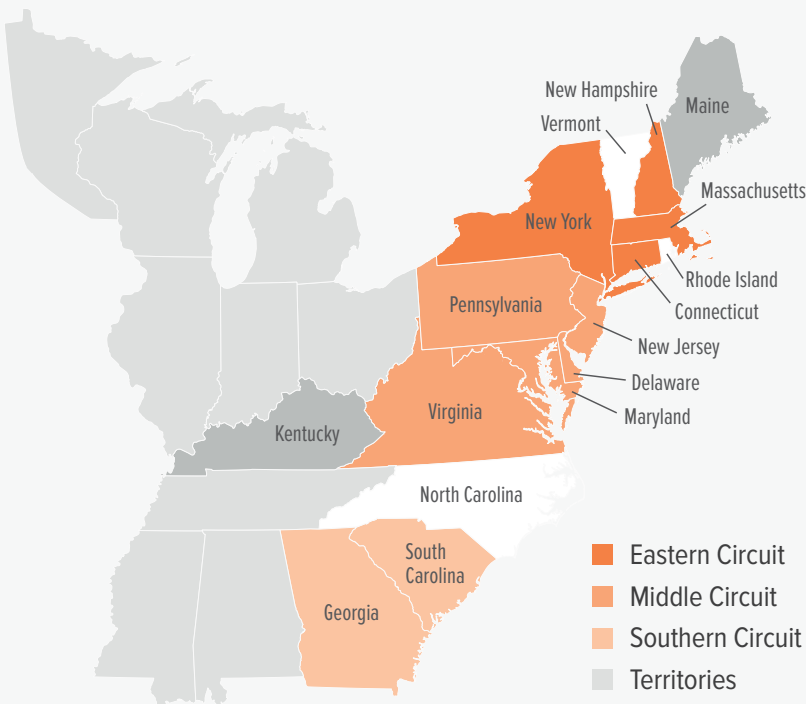 New Hampshire
Maine
Vermont
Massachusetts
New York
Rhode Island
Pennsylvania
Connecticut
New Jersey
Delaware
Virginia
Maryland
Kentucky
North Carolina
South
Carolina
Georgia
Eastern Circuit
Middle Circuit
Southern Circuit
Territories